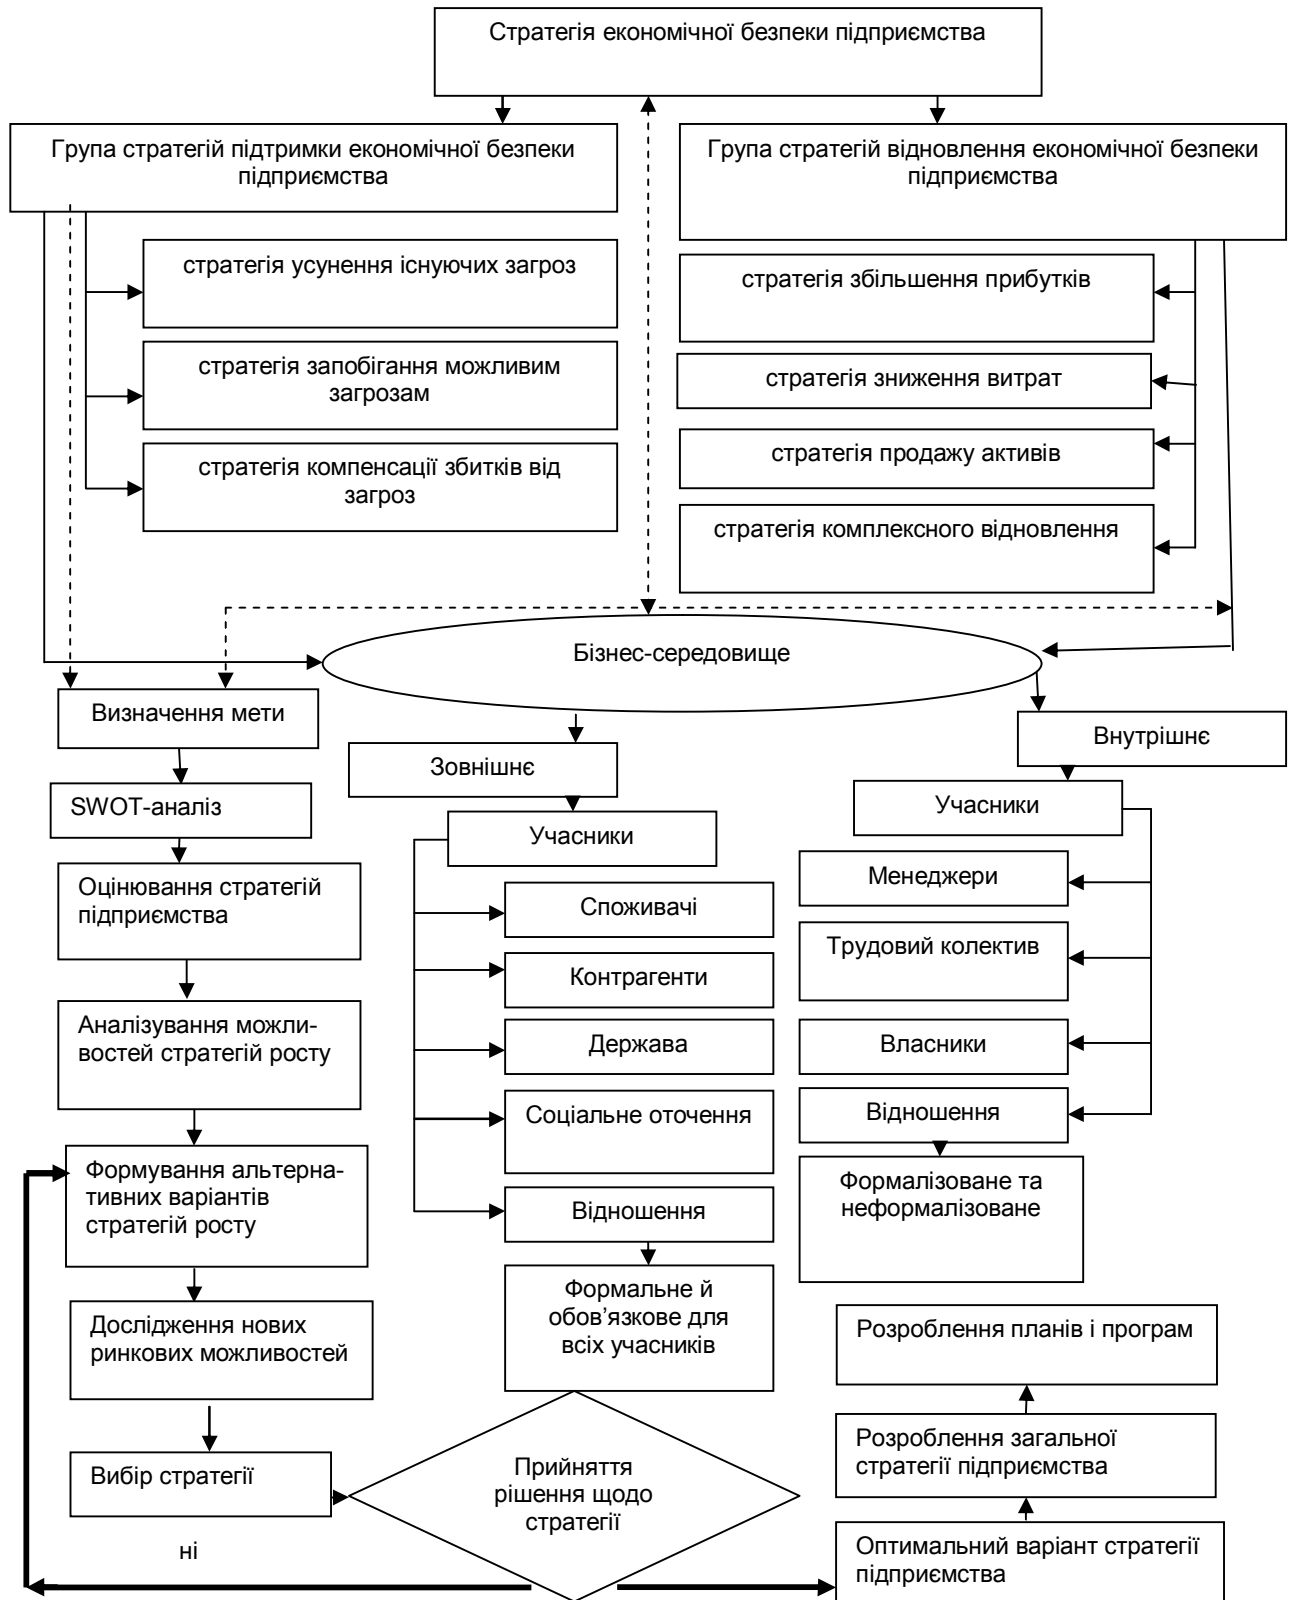 Стратегія економічної безпеки підприємства
Група стратегій підтримки економічної безпеки
підприємства
Група стратегій відновлення економічної безпеки
підприємства
стратегія усунення існуючих загроз
стратегія запобігання можливим
загрозам
стратегія компенсації збитків від
загроз
стратегія збільшення прибутків
стратегія зниження витрат
стратегія продажу активів
стратегія комплексного відновлення
Бізнес-середовище
Визначення мети
SWOT-аналіз
Оцінювання стратегій
підприємства
Аналізування можли-
востей стратегій росту
Формування альтерна-
тивних варіантів
стратегій росту
Дослідження нових
ринкових можливостей
Вибір стратегії
ні
Зовнішнє
Учасники
Споживачі
Контрагенти
Держава
Соціальне оточення
Відношення
Формальне й
обов’язкове для
всіх учасників
Прийняття
рішення щодо
стратегії
Внутрішнє
Учасники
Менеджери
Трудовий колектив
Власники
Відношення
Формалізоване та
неформалізоване
Розроблення планів і програм
Розроблення загальної
стратегії підприємства
Оптимальний варіант стратегії
підприємства